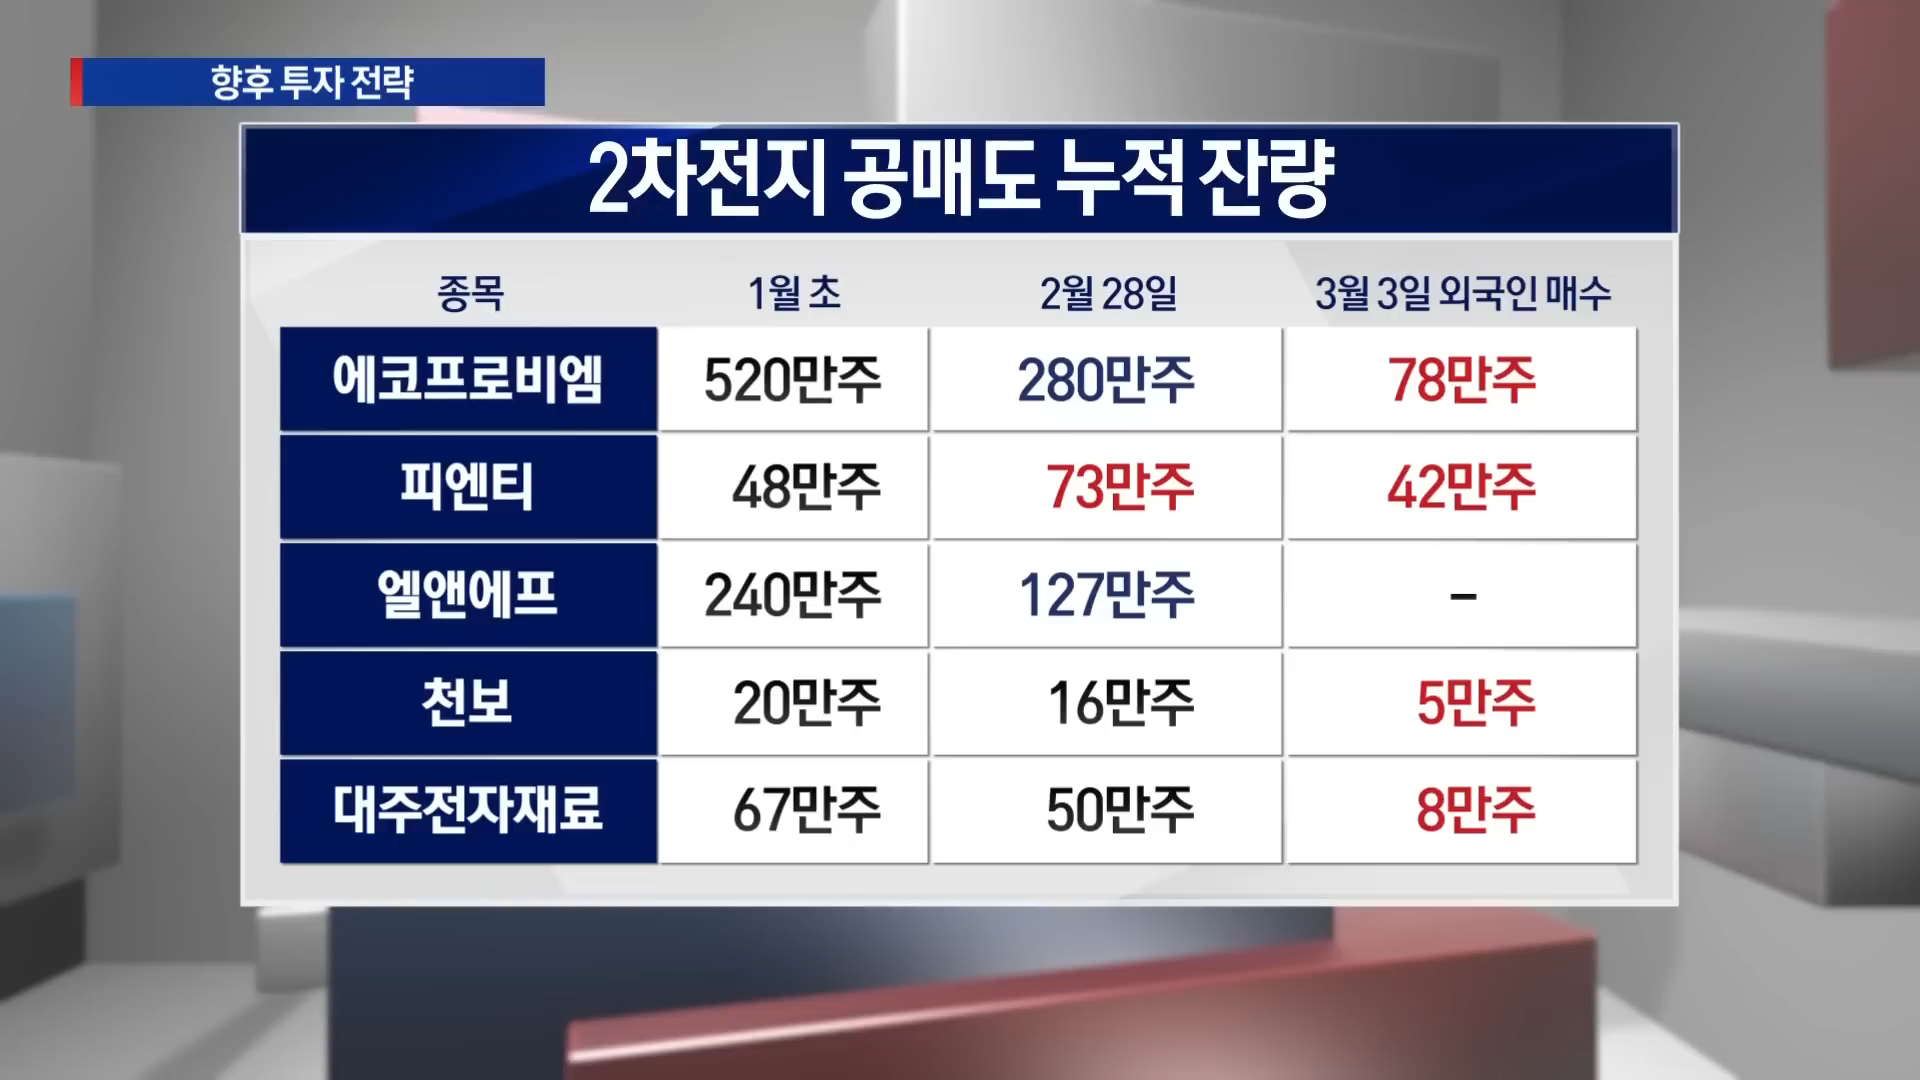 향후 투자 전략
2차전지 공매도 누적 잔량
종목 1월 초 2월 28일 3월 3일 외국인 매수
에코프로비엠 520만주 280만주 78만주
피엔티 48만주 73만주 42만주
엘앤에프 240만주 127만주 –
천보 20만주 16만주 5만주
대주전자재료 67만주 50만주 8만주